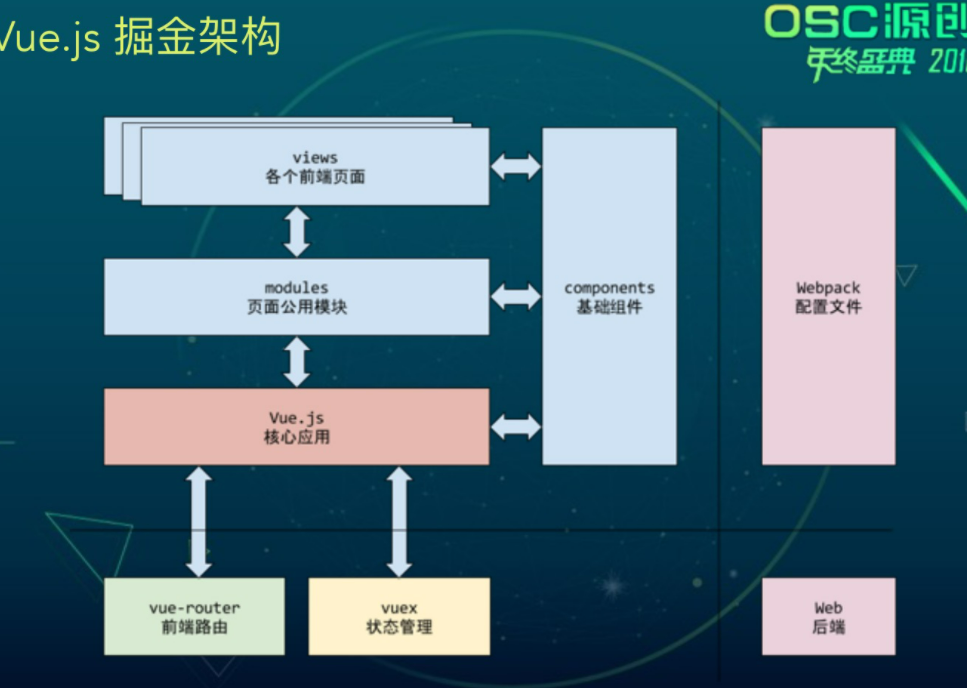 Vue.js 掘金架构
OSC源创
年终盛典 201
views
各个前端页面
modules
页面公用模块
components
基础组件
Webpack
配置文件
Vue.js
核心应用
vue-router
前端路由
vuex
状态管理
Web
后端